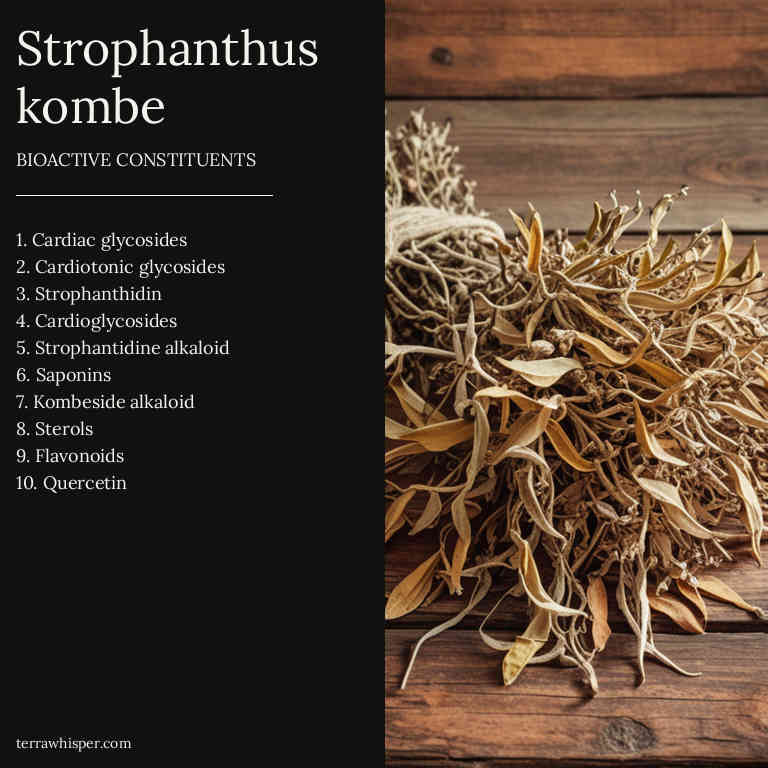 Strophanthus
kombe
BIOACTIVE CONSTITUENTS
1. Cardiac glycosides
2. Cardiotonic glycosides
3. Strophanthidin
4. Cardioglycosides
5. Strophantidine alkaloid
6. Saponins
7. Kombeside alkaloid
8. Sterols
9. Flavonoids
10. Quercetin
terrawhisper.com